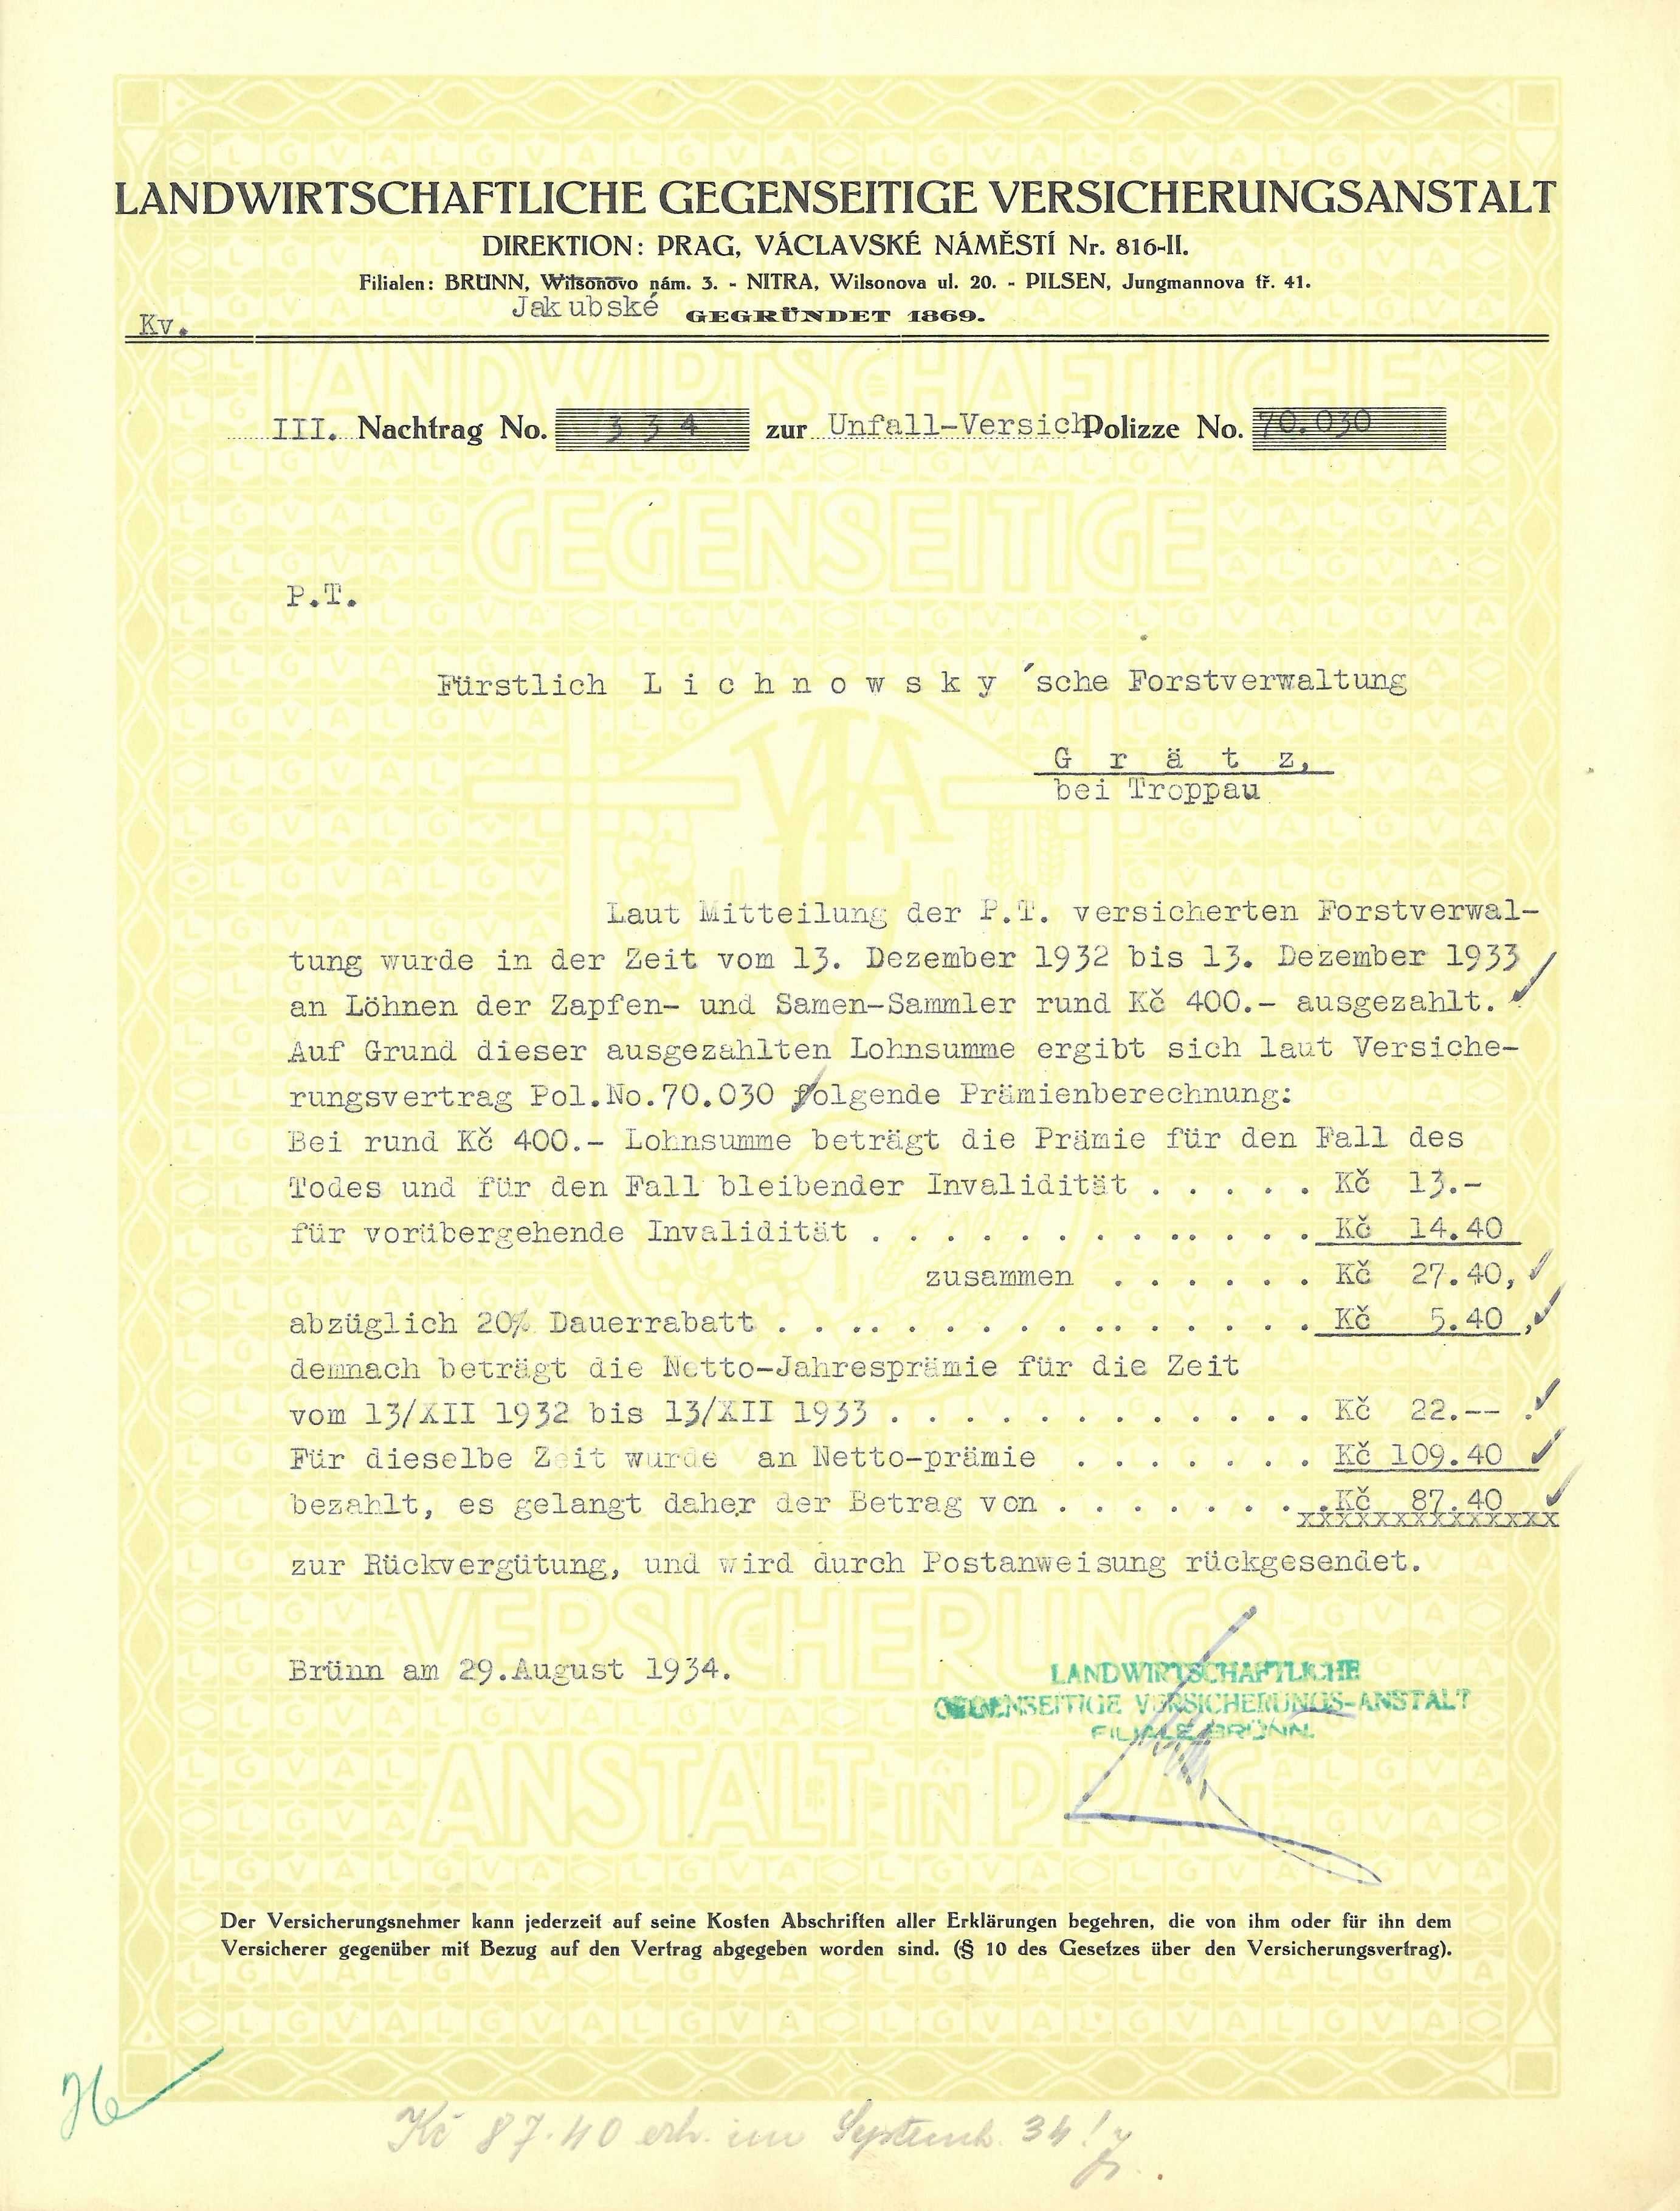 LANDWIRTSCHAFTLICHE GEGENSEITIGE VERSICHERUNGSANSTALT
DIREKTION: PRAG, VÁCLAVSKÉ NÁMĚSTÍ Nr. 816-II.
Filialen: BRÜNN, Wilsonovo nám. 3. - NITRA, Wilsonova ul. 20. - PILSEN, Jungmannova tř. 41.
Jakubské
GEGRÜNDET 1869.
Kv.
III. Nachtrag No. 334 zur Unfall-Versich Polizze No. 70.030
P.T.
Fürstlich Lichnowsky'sche Forstverwaltung
Grätz,
bei Troppau
Laut Mitteilung der P.T. versicherten Forstverwal-
tung wurde in der Zeit vom 13. Dezember 1932 bis 13. Dezember 1933
an Löhnen der Zapfen- und Samen-Sammler rund Kč 400.- ausgezahlt.
Auf Grund dieser ausgezahlten Lohnsumme ergibt sich laut Versiche-
rungsvertrag Pol.No.70.030 folgende Prämienberechnung:
Bei rund Kč 400.- Lohnsumme beträgt die Prämie für den Fall des
Todes und für den Fall bleibender Invalidität . . . . . Kč 13.-
für vorübergehende Invalidität . . . . . . . . . . . . . Kč 14.40
zusammen . . . . . . Kč 27.40,
abzüglich 20% Dauerrabatt . . . . . . . . . . . . . . . . Kč 5.40,
demnach beträgt die Netto-Jahresprämie für die Zeit
vom 13/XII 1932 bis 13/XII 1933 . . . . . . . . . . . . Kč 22.--
Für dieselbe Zeit wurde an Netto-prämie . . . . . . . Kč 109.40
bezahlt, es gelangt daher der Betrag von . . . . . . . . Kč 87.40
xxxxxxxxxxxxxx
zur Rückvergütung, und wird durch Postanweisung rückgesendet.
Brünn am 29.August 1934.
LANDWIRTSCHAFTLICHE
GEGENSEITIGE VERSICHERUNGS-ANSTALT
FILIALE BRÜNN.
Der Versicherungsnehmer kann jederzeit auf seine Kosten Abschriften aller Erklärungen begehren, die von ihm oder für ihn dem
Versicherer gegenüber mit Bezug auf den Vertrag abgegeben worden sind. (§ 10 des Gesetzes über den Versicherungsvertrag).
Kč 87.40 erh. im Septemb. 34!